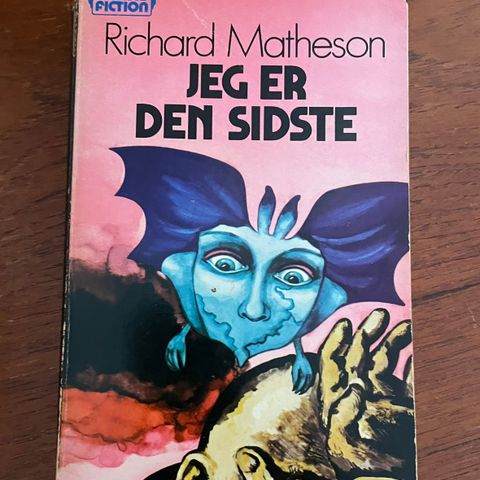 FICTION
Richard Matheson
JEG ER
DEN SIDSTE